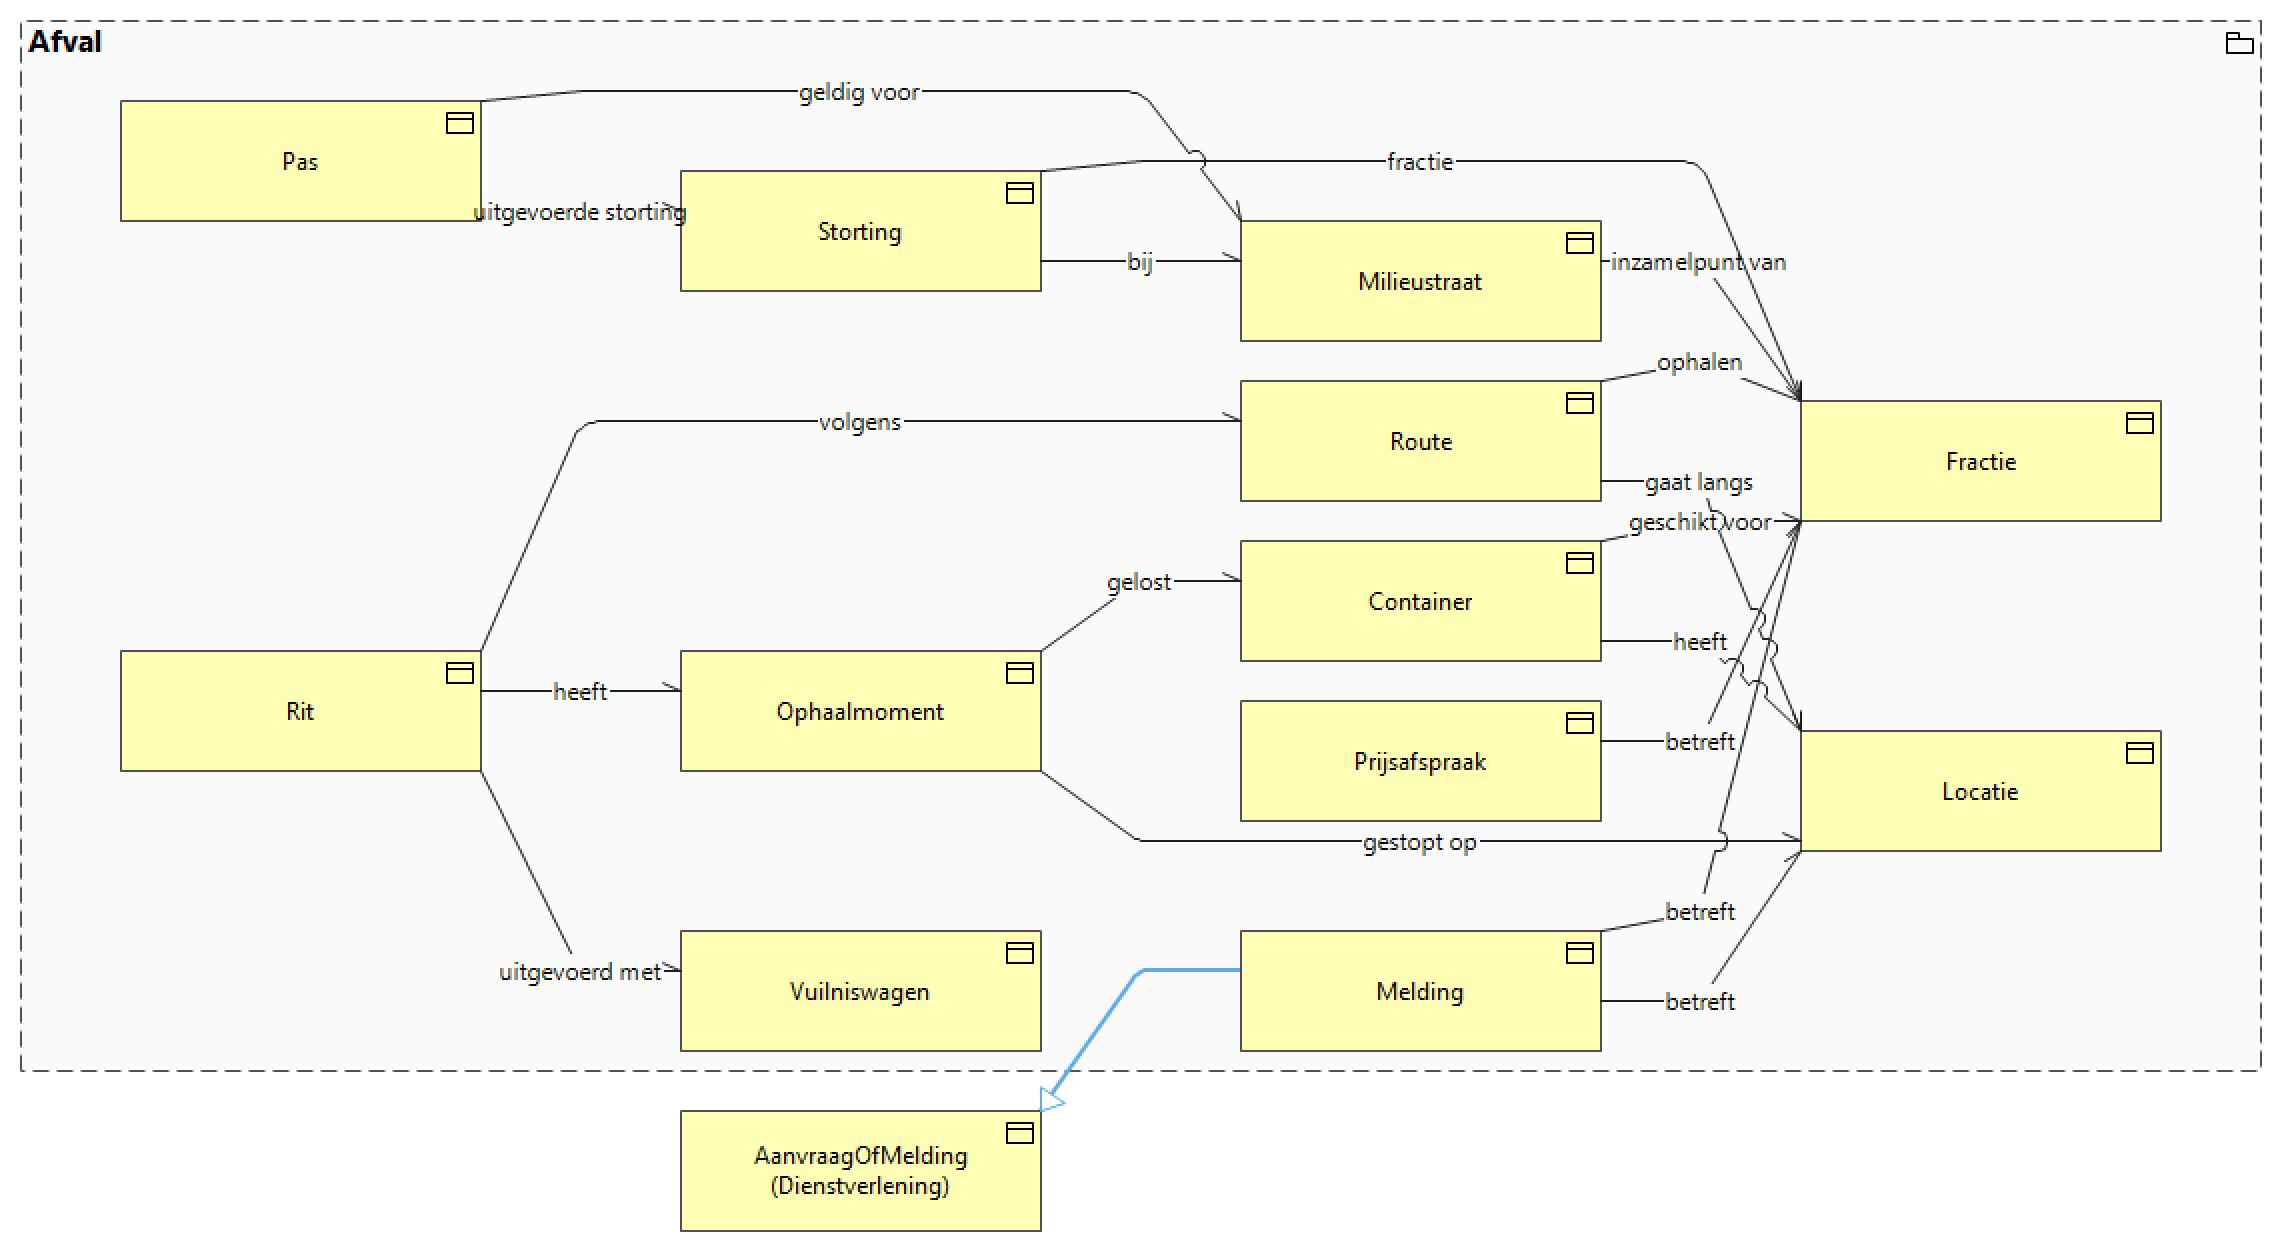 Afval
geldig voor
Pas
fractie
uitgevoerde storting
Storting
bij
inzamelpunt van
Milieustraat
ophalen
volgens
Route
Fractie
gaat langs
geschikt voor
gelost
Container
heeft
heeft
Rit
Ophaalmoment
betreft
Prijsafspraak
Locatie
gestopt op
betreft
uitgevoerd met
Vuilniswagen
Melding
betreft
AanvraagOfMelding
(Dienstverlening)